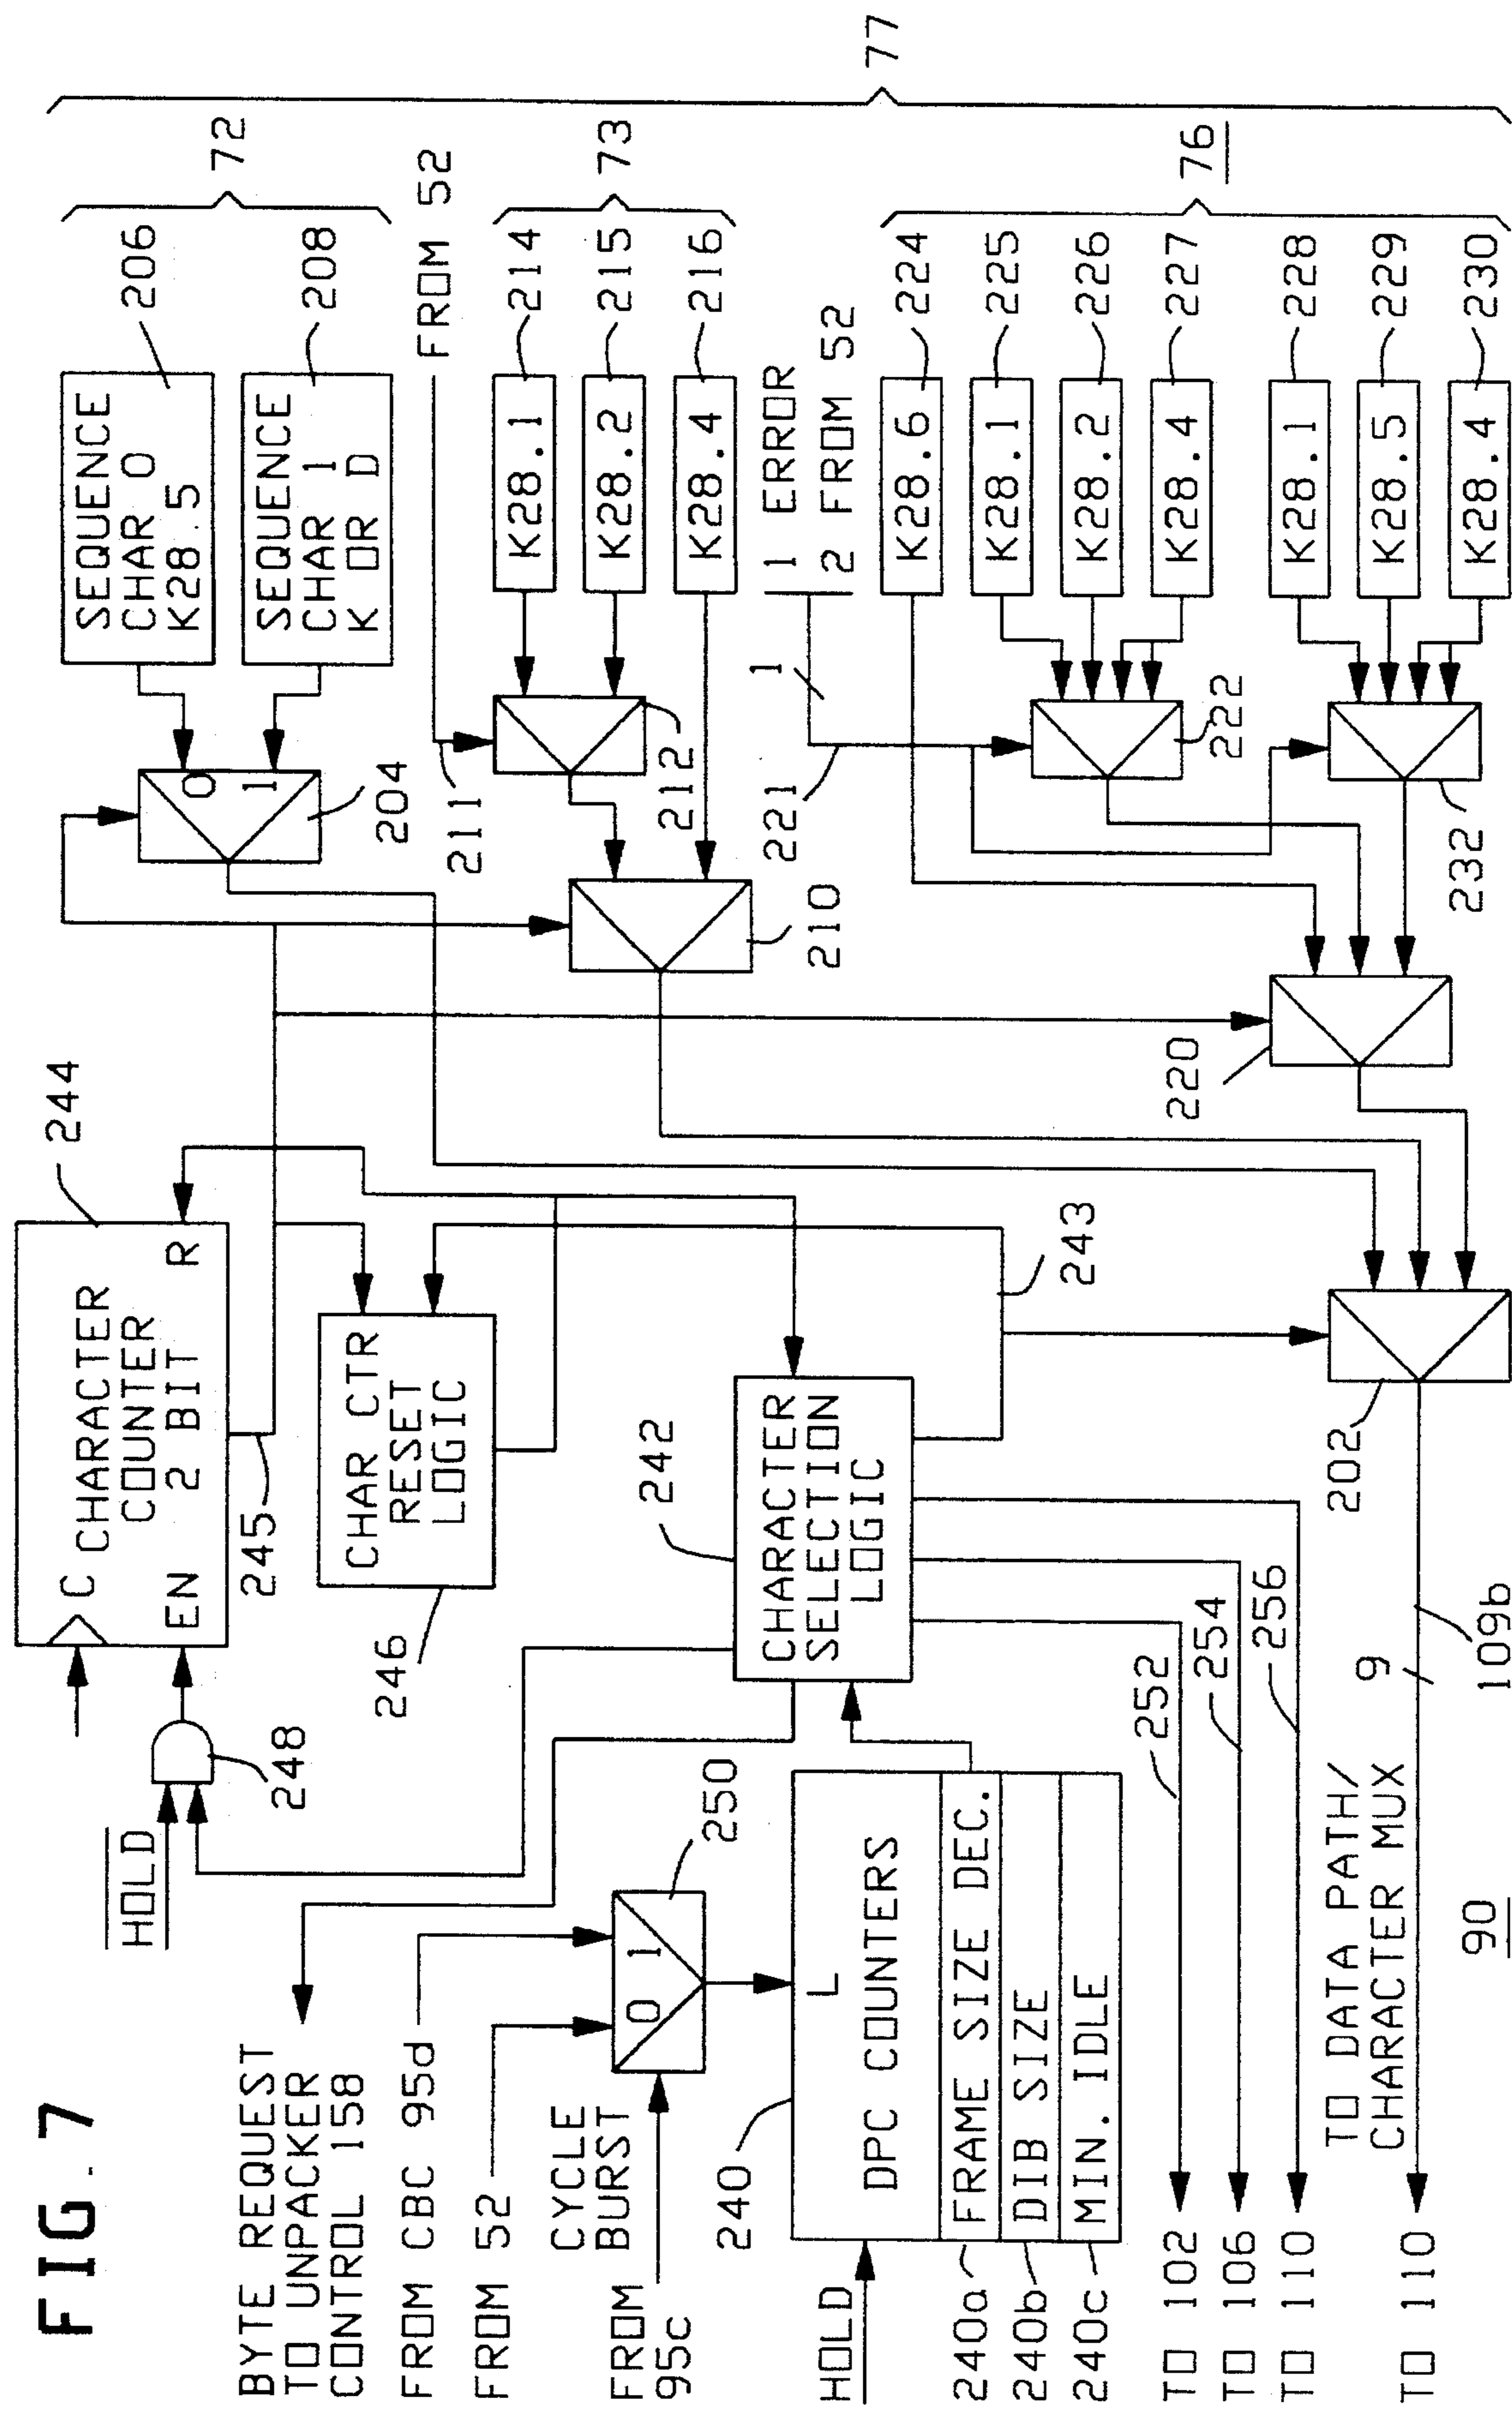 FIG. 7
BYTE REQUEST
TO UNPACKER
CONTROL 158
FROM CBC 95d
FROM 52
CYCLE
BURST
FROM
95c
HOLD
HOLD
248
C CHARACTER
COUNTER
EN 2 BIT R
244
245
CHAR CTR
RESET
LOGIC
246
0 1
250
240
L
DPC COUNTERS
FRAME SIZE DEC.
DIB SIZE
MIN. IDLE
240a
240b
240c
242
CHARACTER
SELECTION
LOGIC
243
252
254
256
TO 102
TO 106
TO 110
TO 110
TO DATA PATH/
CHARACTER MUX
9
109b
202
90
0
1
204
SEQUENCE
CHAR 0
K28.5
206
SEQUENCE
CHAR 1
K OR D
208
72
FROM 52
211
212
210
K28.1
214
K28.2
215
K28.4
216
73
1 ERROR
2 FROM 52
1
221
K28.6
224
K28.1
225
K28.2
226
K28.4
227
222
K28.1
228
K28.5
229
K28.4
230
232
220
76
77